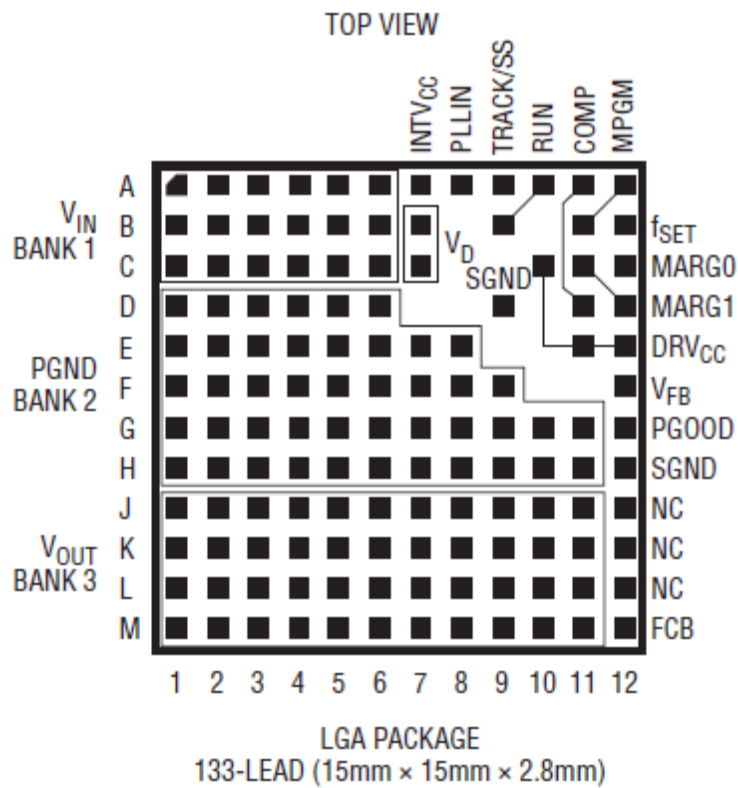 TOP VIEW
INTVCC
PLLIN
TRACK/SS
RUN
COMP
MPGM
A
B
C
D
E
F
G
H
J
K
L
M
VIN
BANK 1
PGND
BANK 2
VOUT
BANK 3
VD
SGND
fSET
MARG0
MARG1
DRVCC
VFB
PGOOD
SGND
NC
NC
NC
FCB
1 2 3 4 5 6 7 8 9 10 11 12
LGA PACKAGE
133-LEAD (15mm × 15mm × 2.8mm)